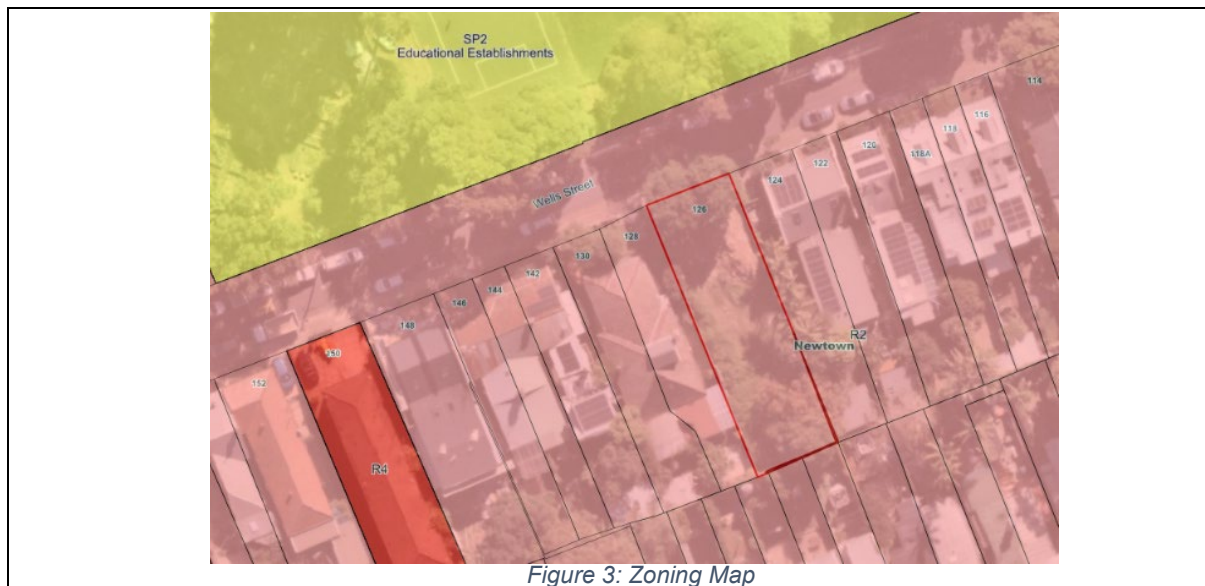 SP2
Educational Establishments
114
116
118
118A
120
122
124
Wells Street
126
128
130
142
144
146
148
150
152
R2
Newtown
R4
Figure 3: Zoning Map